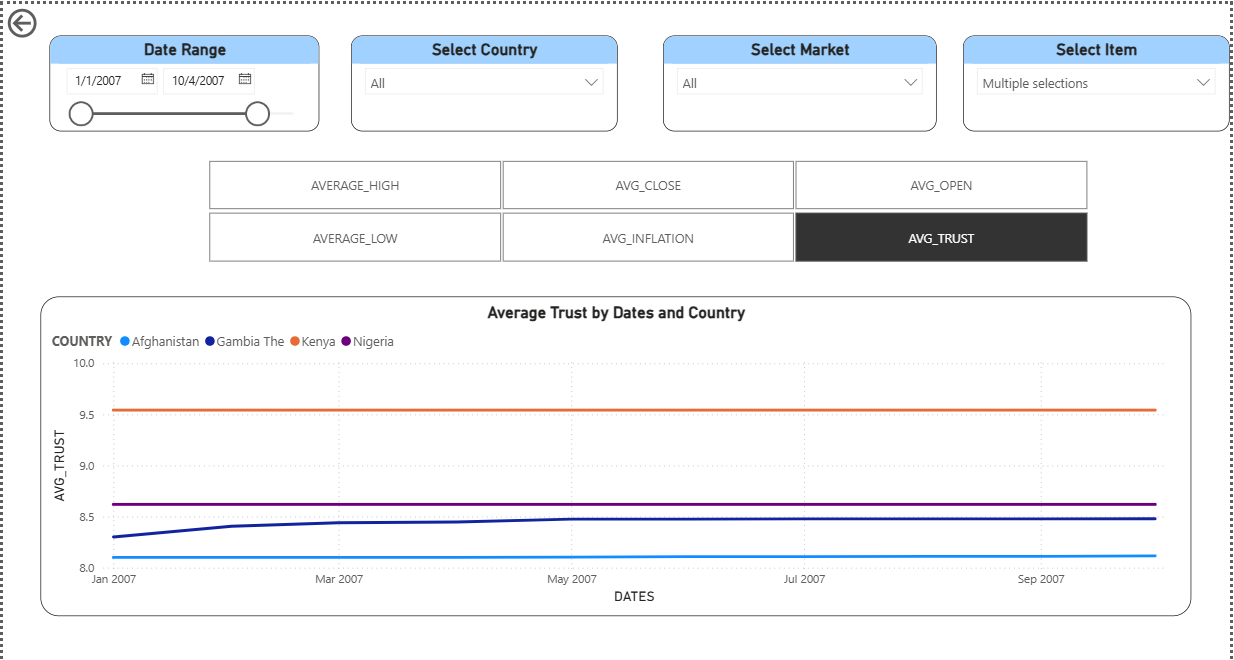 Date Range
Select Country
Select Market
Select Item
1/1/2007
10/4/2007
All
All
Multiple selections
AVERAGE_HIGH
AVG_CLOSE
AVG_OPEN
AVERAGE_LOW
AVG_INFLATION
AVG_TRUST
Average Trust by Dates and Country
COUNTRY Afghanistan Gambia The Kenya Nigeria
10.0
9.5
9.0
8.5
8.0
AVG_TRUST
Jan 2007
Mar 2007
May 2007
Jul 2007
Sep 2007
DATES